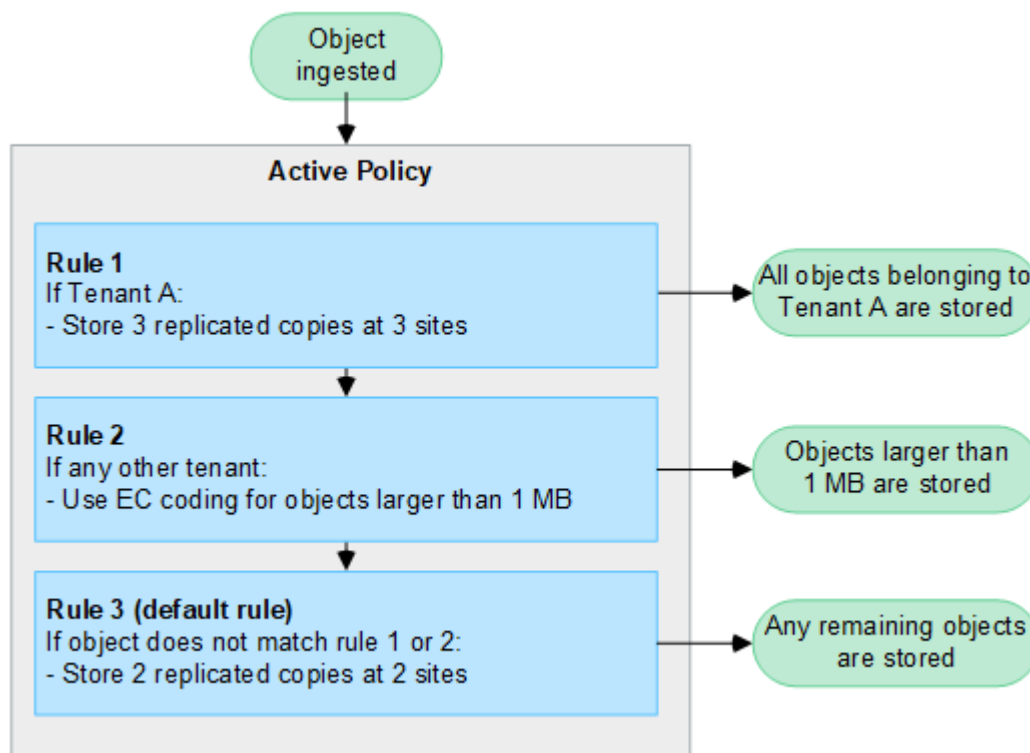 Object
ingested
Active Policy
Rule 1
If Tenant A:
- Store 3 replicated copies at 3 sites
All objects belonging to
Tenant A are stored
Rule 2
If any other tenant:
- Use EC coding for objects larger than 1 MB
Objects larger than
1 MB are stored
Rule 3 (default rule)
If object does not match rule 1 or 2:
- Store 2 replicated copies at 2 sites
Any remaining objects
are stored